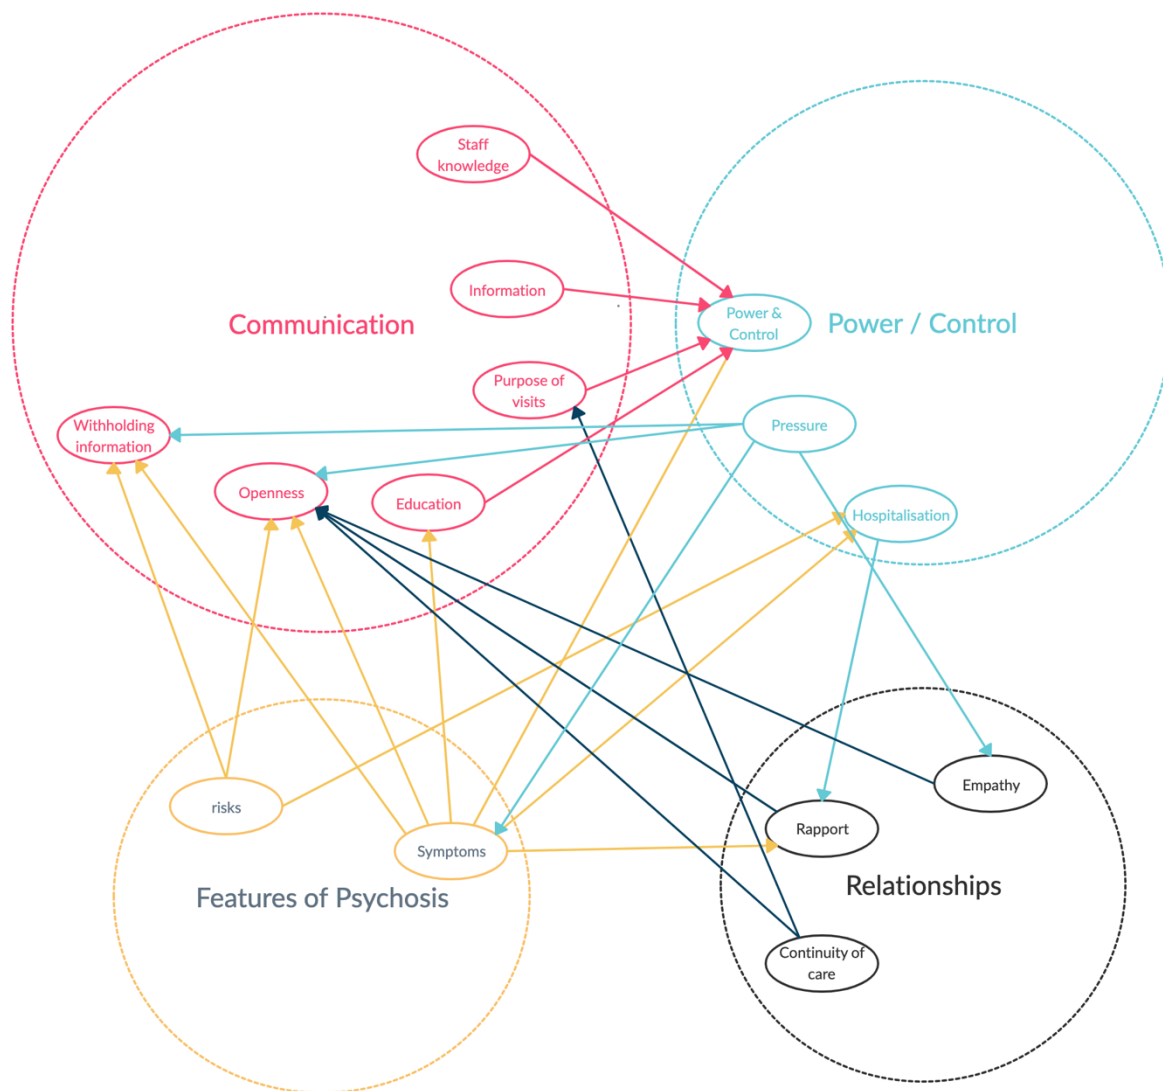 Staff
knowledge
Information
Communication
Power &
Control
Power / Control
Purpose of
visits
Withholding
information
Pressure
Openness
Education
Hospitalisation
risks
Symptoms
Features of Psychosis
Empathy
Rapport
Relationships
Continuity of
care